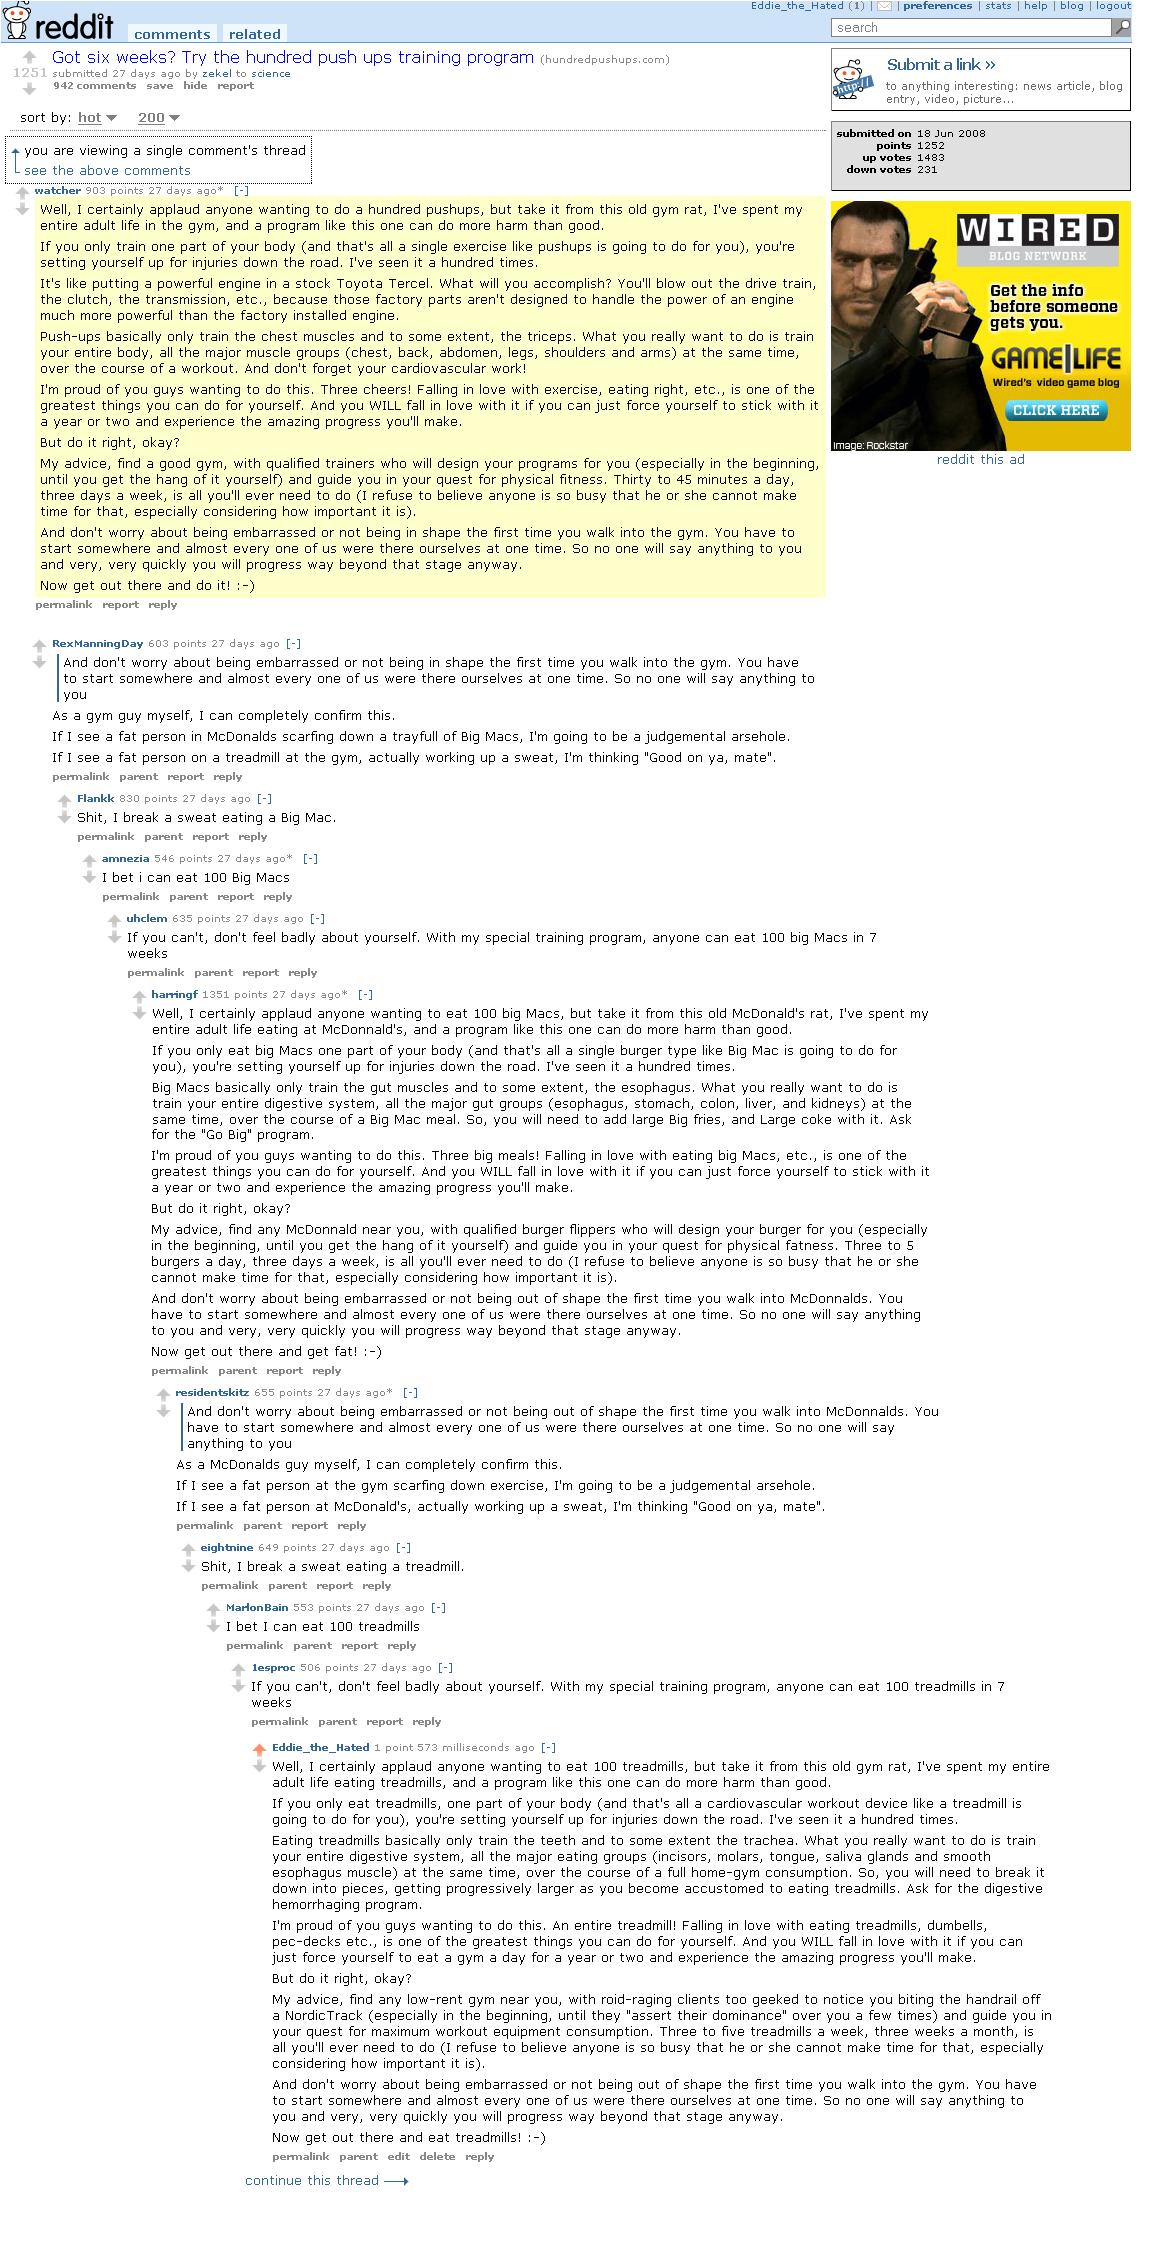 Eddie_the_Hated (1) | | preferences | stats | help | blog | logout
reddit
comments related
search
Got six weeks? Try the hundred push ups training program (hundredpushups.com)
1251
submitted 27 days ago by zekel to science
942 comments save hide report
http://
Submit a link »
to anything interesting: news article, blog
entry, video, picture...
sort by: hot 200
submitted on 18 Jun 2008
points 1252
up votes 1483
down votes 231
you are viewing a single comment's thread
see the above comments
watcher 903 points 27 days ago* [-]
Well, I certainly applaud anyone wanting to do a hundred pushups, but take it from this old gym rat, I've spent my
entire adult life in the gym, and a program like this one can do more harm than good.
If you only train one part of your body (and that's all a single exercise like pushups is going to do for you), you're
setting yourself up for injuries down the road. I've seen it a hundred times.
It's like putting a powerful engine in a stock Toyota Tercel. What will you accomplish? You'll blow out the drive train,
the clutch, the transmission, etc., because those factory parts aren't designed to handle the power of an engine
much more powerful than the factory installed engine.
Push-ups basically only train the chest muscles and to some extent, the triceps. What you really want to do is train
your entire body, all the major muscle groups (chest, back, abdomen, legs, shoulders and arms) at the same time,
over the course of a workout. And don't forget your cardiovascular work!
I'm proud of you guys wanting to do this. Three cheers! Falling in love with exercise, eating right, etc., is one of the
greatest things you can do for yourself. And you WILL fall in love with it if you can just force yourself to stick with it
a year or two and experience the amazing progress you'll make.
But do it right, okay?
My advice, find a good gym, with qualified trainers who will design your programs for you (especially in the beginning,
until you get the hang of it yourself) and guide you in your quest for physical fitness. Thirty to 45 minutes a day,
three days a week, is all you'll ever need to do (I refuse to believe anyone is so busy that he or she cannot make
time for that, especially considering how important it is).
And don't worry about being embarrassed or not being in shape the first time you walk into the gym. You have to
start somewhere and almost every one of us were there ourselves at one time. So no one will say anything to you
and very, very quickly you will progress way beyond that stage anyway.
Now get out there and do it! :-)
permalink report reply
WIRED
BLOG NETWORK
Get the info
before someone
gets you.
GAME|LIFE
Wired's video game blog
CLICK HERE
Image: Rockstar
reddit this ad
RexManningDay 603 points 27 days ago [-]
And don't worry about being embarrassed or not being in shape the first time you walk into the gym. You have
to start somewhere and almost every one of us were there ourselves at one time. So no one will say anything to
you
As a gym guy myself, I can completely confirm this.
If I see a fat person in McDonalds scarfing down a trayfull of Big Macs, I'm going to be a judgemental arsehole.
If I see a fat person on a treadmill at the gym, actually working up a sweat, I'm thinking "Good on ya, mate".
permalink parent report reply
Flankk 830 points 27 days ago [-]
Shit, I break a sweat eating a Big Mac.
permalink parent report reply
amnezia 546 points 27 days ago* [-]
I bet i can eat 100 Big Macs
permalink parent report reply
uhclem 635 points 27 days ago [-]
If you can't, don't feel badly about yourself. With my special training program, anyone can eat 100 big Macs in 7
weeks
permalink parent report reply
harringf 1351 points 27 days ago* [-]
Well, I certainly applaud anyone wanting to eat 100 big Macs, but take it from this old McDonald's rat, I've spent my
entire adult life eating at McDonnald's, and a program like this one can do more harm than good.
If you only eat big Macs one part of your body (and that's all a single burger type like Big Mac is going to do for
you), you're setting yourself up for injuries down the road. I've seen it a hundred times.
Big Macs basically only train the gut muscles and to some extent, the esophagus. What you really want to do is
train your entire digestive system, all the major gut groups (esophagus, stomach, colon, liver, and kidneys) at the
same time, over the course of a Big Mac meal. So, you will need to add large Big fries, and Large coke with it. Ask
for the "Go Big" program.
I'm proud of you guys wanting to do this. Three big meals! Falling in love with eating big Macs, etc., is one of the
greatest things you can do for yourself. And you WILL fall in love with it if you can just force yourself to stick with it
a year or two and experience the amazing progress you'll make.
But do it right, okay?
My advice, find any McDonnald near you, with qualified burger flippers who will design your burger for you (especially
in the beginning, until you get the hang of it yourself) and guide you in your quest for physical fatness. Three to 5
burgers a day, three days a week, is all you'll ever need to do (I refuse to believe anyone is so busy that he or she
cannot make time for that, especially considering how important it is).
And don't worry about being embarrassed or not being out of shape the first time you walk into McDonnalds. You
have to start somewhere and almost every one of us were there ourselves at one time. So no one will say anything
to you and very, very quickly you will progress way beyond that stage anyway.
Now get out there and get fat! :-)
permalink parent report reply
residentskitz 655 points 27 days ago* [-]
And don't worry about being embarrassed or not being out of shape the first time you walk into McDonnalds. You
have to start somewhere and almost every one of us were there ourselves at one time. So no one will say
anything to you
As a McDonalds guy myself, I can completely confirm this.
If I see a fat person at the gym scarfing down exercise, I'm going to be a judgemental arsehole.
If I see a fat person at McDonald's, actually working up a sweat, I'm thinking "Good on ya, mate".
permalink parent report reply
eightnine 649 points 27 days ago [-]
Shit, I break a sweat eating a treadmill.
permalink parent report reply
MarlonBain 553 points 27 days ago [-]
I bet I can eat 100 treadmills
permalink parent report reply
1esproc 506 points 27 days ago [-]
If you can't, don't feel badly about yourself. With my special training program, anyone can eat 100 treadmills in 7
weeks
permalink parent report reply
Eddie_the_Hated 1 point 573 milliseconds ago [-]
Well, I certainly applaud anyone wanting to eat 100 treadmills, but take it from this old gym rat, I've spent my entire
adult life eating treadmills, and a program like this one can do more harm than good.
If you only eat treadmills, one part of your body (and that's all a cardiovascular workout device like a treadmill is
going to do for you), you're setting yourself up for injuries down the road. I've seen it a hundred times.
Eating treadmills basically only train the teeth and to some extent the trachea. What you really want to do is train
your entire digestive system, all the major eating groups (incisors, molars, tongue, saliva glands and smooth
esophagus muscle) at the same time, over the course of a full home-gym consumption. So, you will need to break it
down into pieces, getting progressively larger as you become accustomed to eating treadmills. Ask for the digestive
hemorrhaging program.
I'm proud of you guys wanting to do this. An entire treadmill! Falling in love with eating treadmills, dumbells,
pec-decks etc., is one of the greatest things you can do for yourself. And you WILL fall in love with it if you can
just force yourself to eat a gym a day for a year or two and experience the amazing progress you'll make.
But do it right, okay?
My advice, find any low-rent gym near you, with roid-raging clients too geeked to notice you biting the handrail off
a NordicTrack (especially in the beginning, until they "assert their dominance" over you a few times) and guide you in
your quest for maximum workout equipment consumption. Three to five treadmills a week, three weeks a month, is
all you'll ever need to do (I refuse to believe anyone is so busy that he or she cannot make time for that, especially
considering how important it is).
And don't worry about being embarrassed or not being out of shape the first time you walk into the gym. You have
to start somewhere and almost every one of us were there ourselves at one time. So no one will say anything to
you and very, very quickly you will progress way beyond that stage anyway.
Now get out there and eat treadmills! :-)
permalink parent edit delete reply
continue this thread